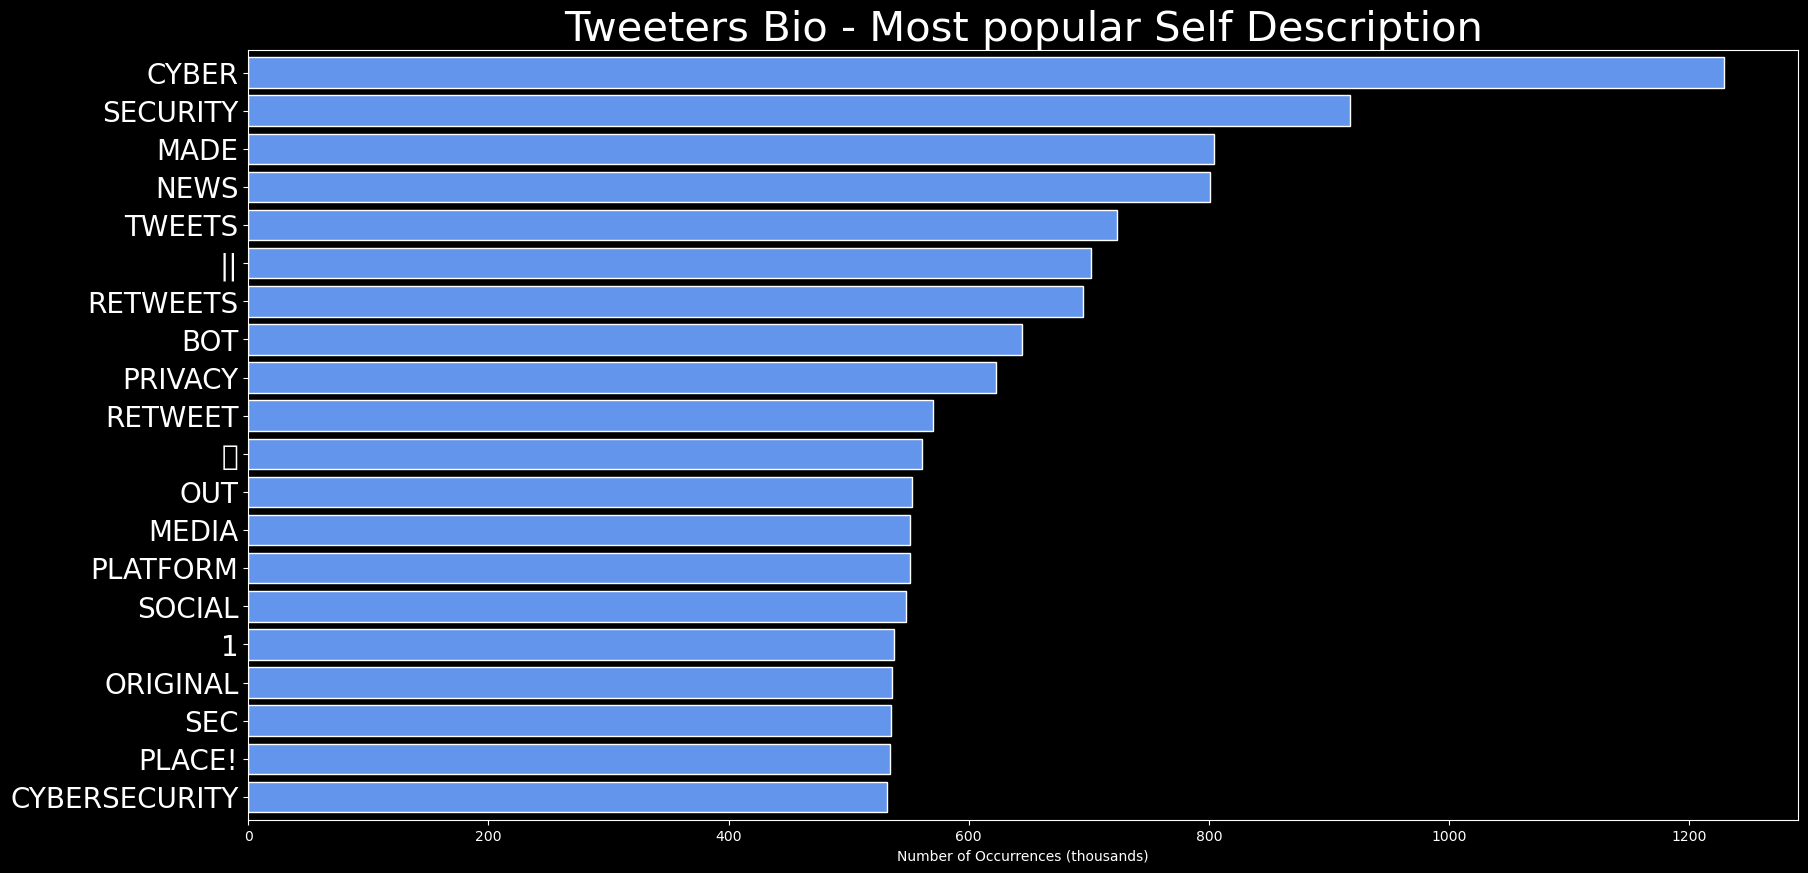 Tweeters Bio - Most popular Self Description
CYBER
SECURITY
MADE
NEWS
TWEETS
||
RETWEETS
BOT
PRIVACY
RETWEET
OUT
MEDIA
PLATFORM
SOCIAL
1
ORIGINAL
SEC
PLACE!
CYBERSECURITY
0 200 400 600 800 1000 1200
Number of Occurrences (thousands)